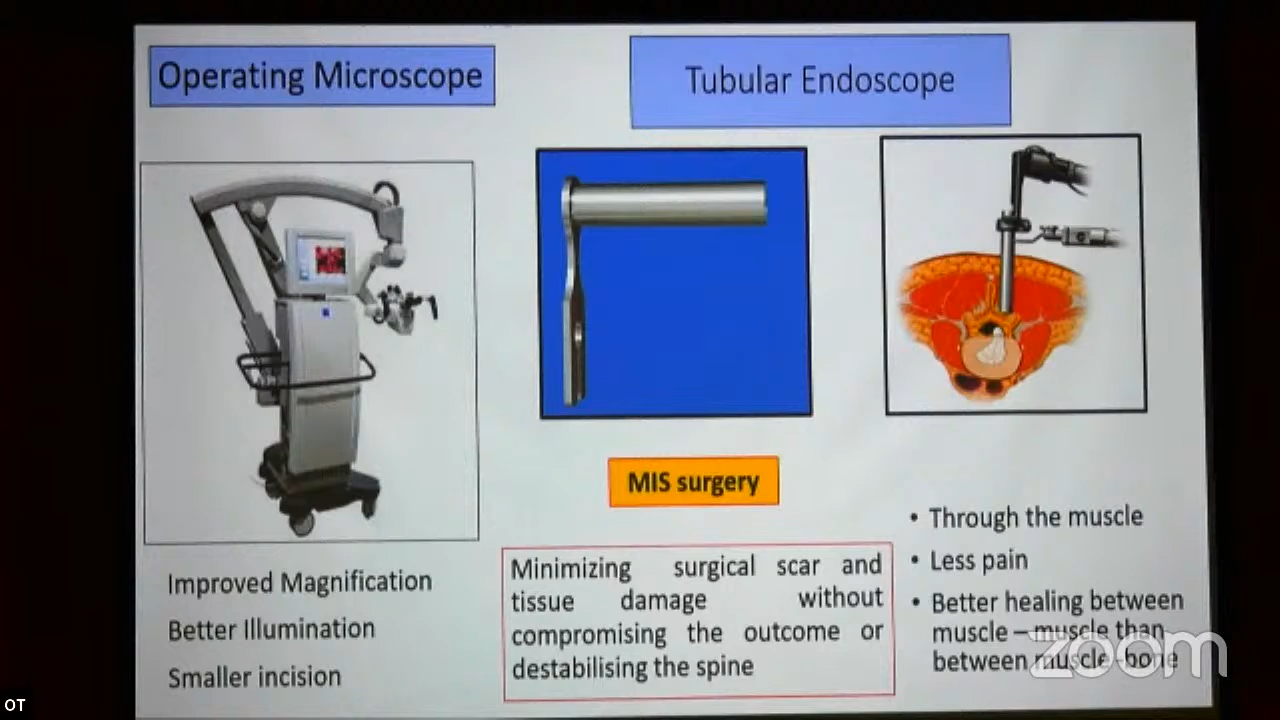 Operating Microscope
Tubular Endoscope
MIS surgery
Improved Magnification
Better Illumination
Smaller incision
Minimizing surgical scar and
tissue damage without
compromising the outcome or
destabilising the spine
• Through the muscle
• Less pain
• Better healing between
muscle – muscle than
between muscle-bone
zoom
OT